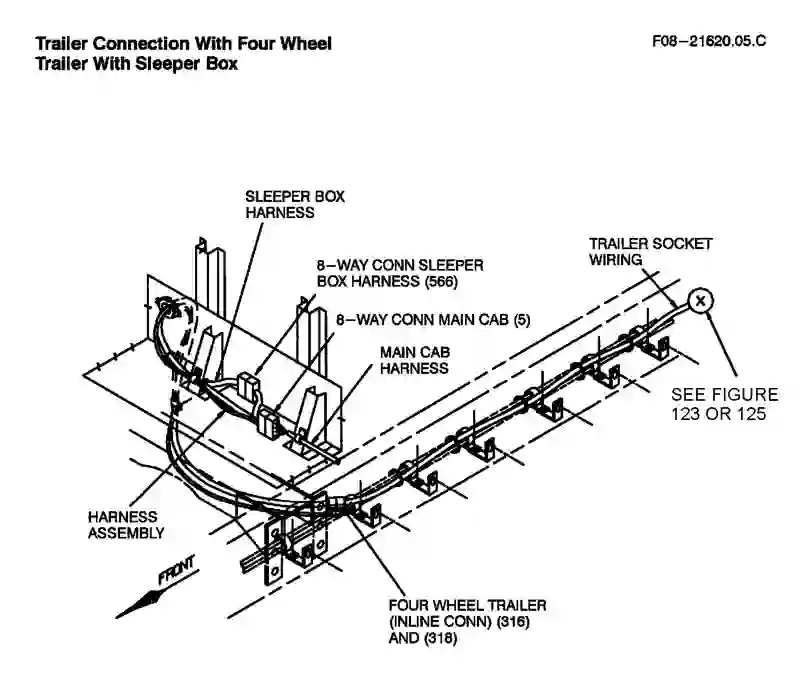 Trailer Connection With Four Wheel
Trailer With Sleeper Box
F08-21620.05.C
SLEEPER BOX
HARNESS
8-WAY CONN SLEEPER
BOX HARNESS (566)
8-WAY CONN MAIN CAB (5)
MAIN CAB
HARNESS
TRAILER SOCKET
WIRING
X
SEE FIGURE
123 OR 125
HARNESS
ASSEMBLY
FRONT
FOUR WHEEL TRAILER
(INLINE CONN) (316)
AND (318)